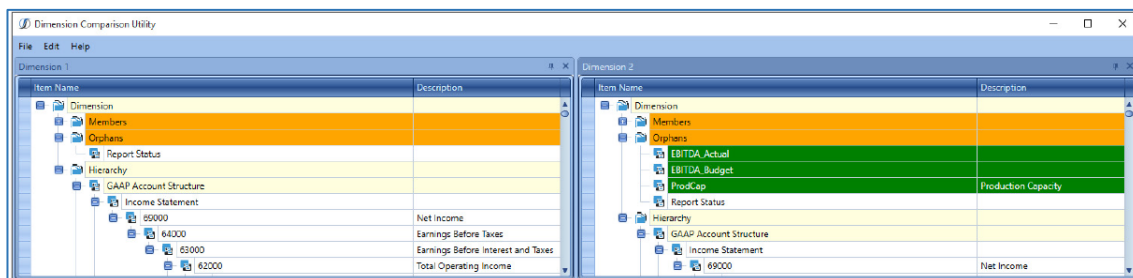 Dimension Comparison Utility
File Edit Help
Dimension 1
Item Name Description
Dimension
Members
Orphans
Report Status
Hierarchy
GAAP Account Structure
Income Statement
69000 Net Income
64000 Earnings Before Taxes
63000 Earnings Before Interest and Taxes
62000 Total Operating Income
Dimension 2
Item Name Description
Dimension
Members
Orphans
EBITDA_Actual
EBITDA_Budget
ProdCap Production Capacity
Report Status
Hierarchy
GAAP Account Structure
Income Statement
69000 Net Income